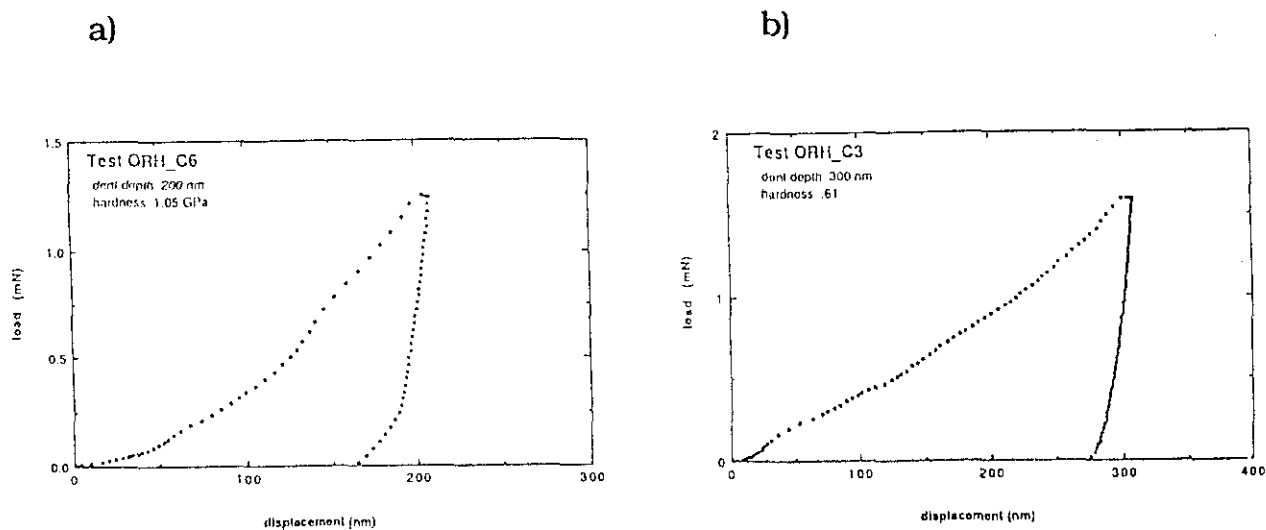 a)
b)
1.5
1.0
0.5
0.0
0
100
200
300
load (mN)
displacement (nm)
Test ORH_C6
dent depth 200 nm
hardness 1.05 GPa
2
1
0
0
100
200
300
400
load (mN)
displacement (nm)
Test ORH_C3
dent depth 300 nm
hardness .61